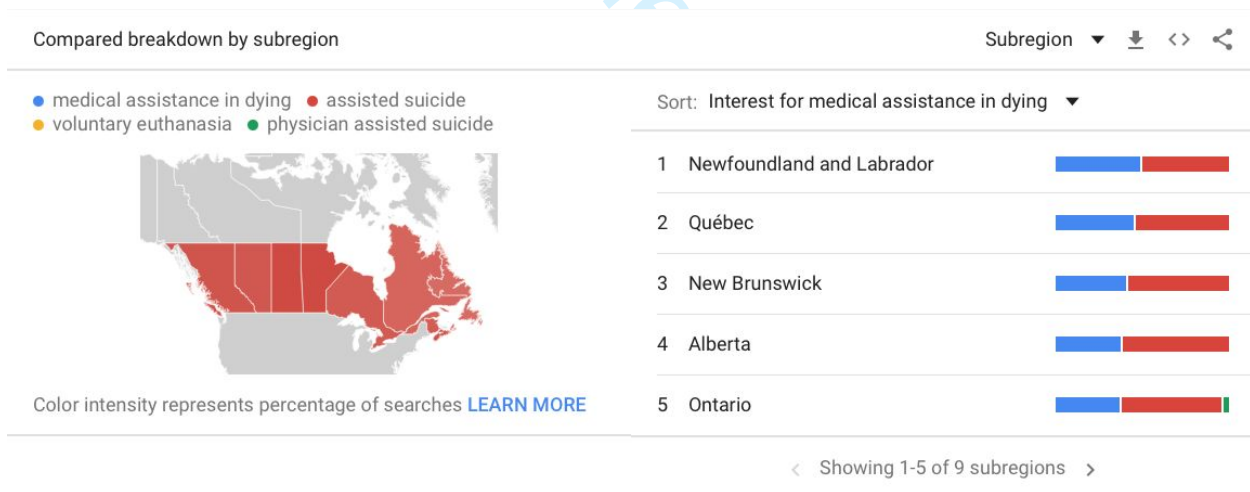 Compared breakdown by subregion
Subregion
medical assistance in dying assisted suicide
voluntary euthanasia physician assisted suicide
Color intensity represents percentage of searches LEARN MORE
Sort: Interest for medical assistance in dying
1 Newfoundland and Labrador
2 Québec
3 New Brunswick
4 Alberta
5 Ontario
Showing 1-5 of 9 subregions